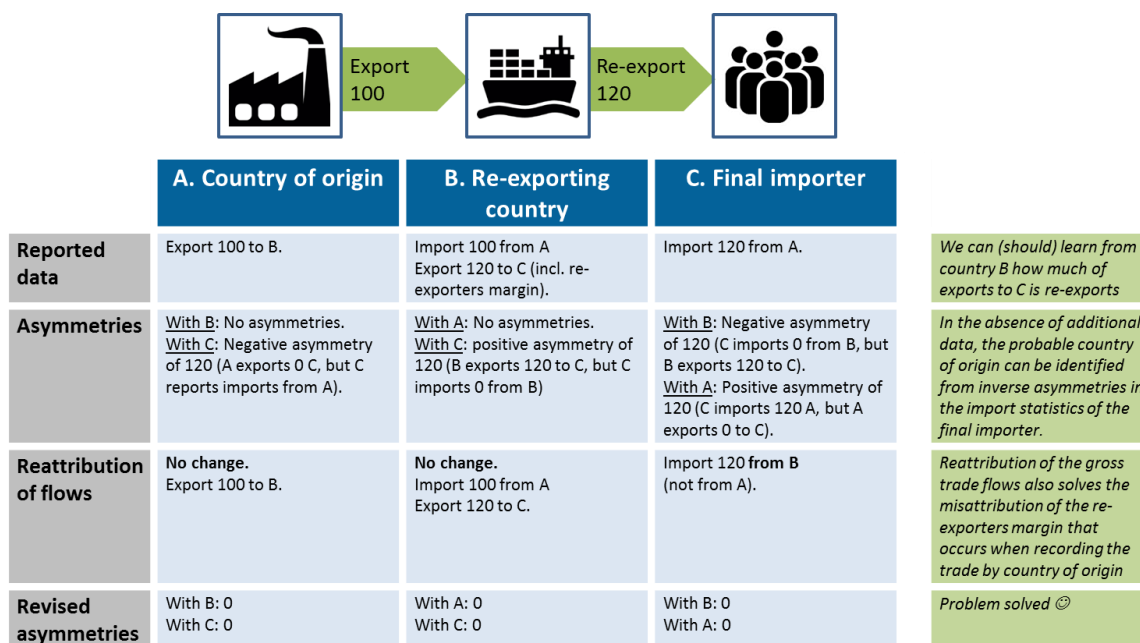 Export
100
Re-export
120
A. Country of origin
B. Re-exporting
country
C. Final importer
Reported
data
Export 100 to B.
Import 100 from A
Export 120 to C (incl. re-
exporters margin).
Import 120 from A.
We can (should) learn from
country B how much of
exports to C is re-exports
Asymmetries
With B: No asymmetries.
With C: Negative asymmetry
of 120 (A exports 0 C, but C
reports imports from A).
With A: No asymmetries.
With C: positive asymmetry of
120 (B exports 120 to C, but C
imports 0 from B)
With B: Negative asymmetry
of 120 (C imports 0 from B, but
B exports 120 to C).
With A: Positive asymmetry of
120 (C imports 120 A, but A
exports 0 to C).
In the absence of additional
data, the probable country
of origin can be identified
from inverse asymmetries in
the import statistics of the
final importer.
Reattribution
of flows
No change.
Export 100 to B.
No change.
Import 100 from A
Export 120 to C.
Import 120 from B
(not from A).
Reattribution of the gross
trade flows also solves the
misattribution of the re-
exporters margin that
occurs when recording the
trade by country of origin
Revised
asymmetries
With B: 0
With C: 0
With A: 0
With C: 0
With B: 0
With A: 0
Problem solved ☺